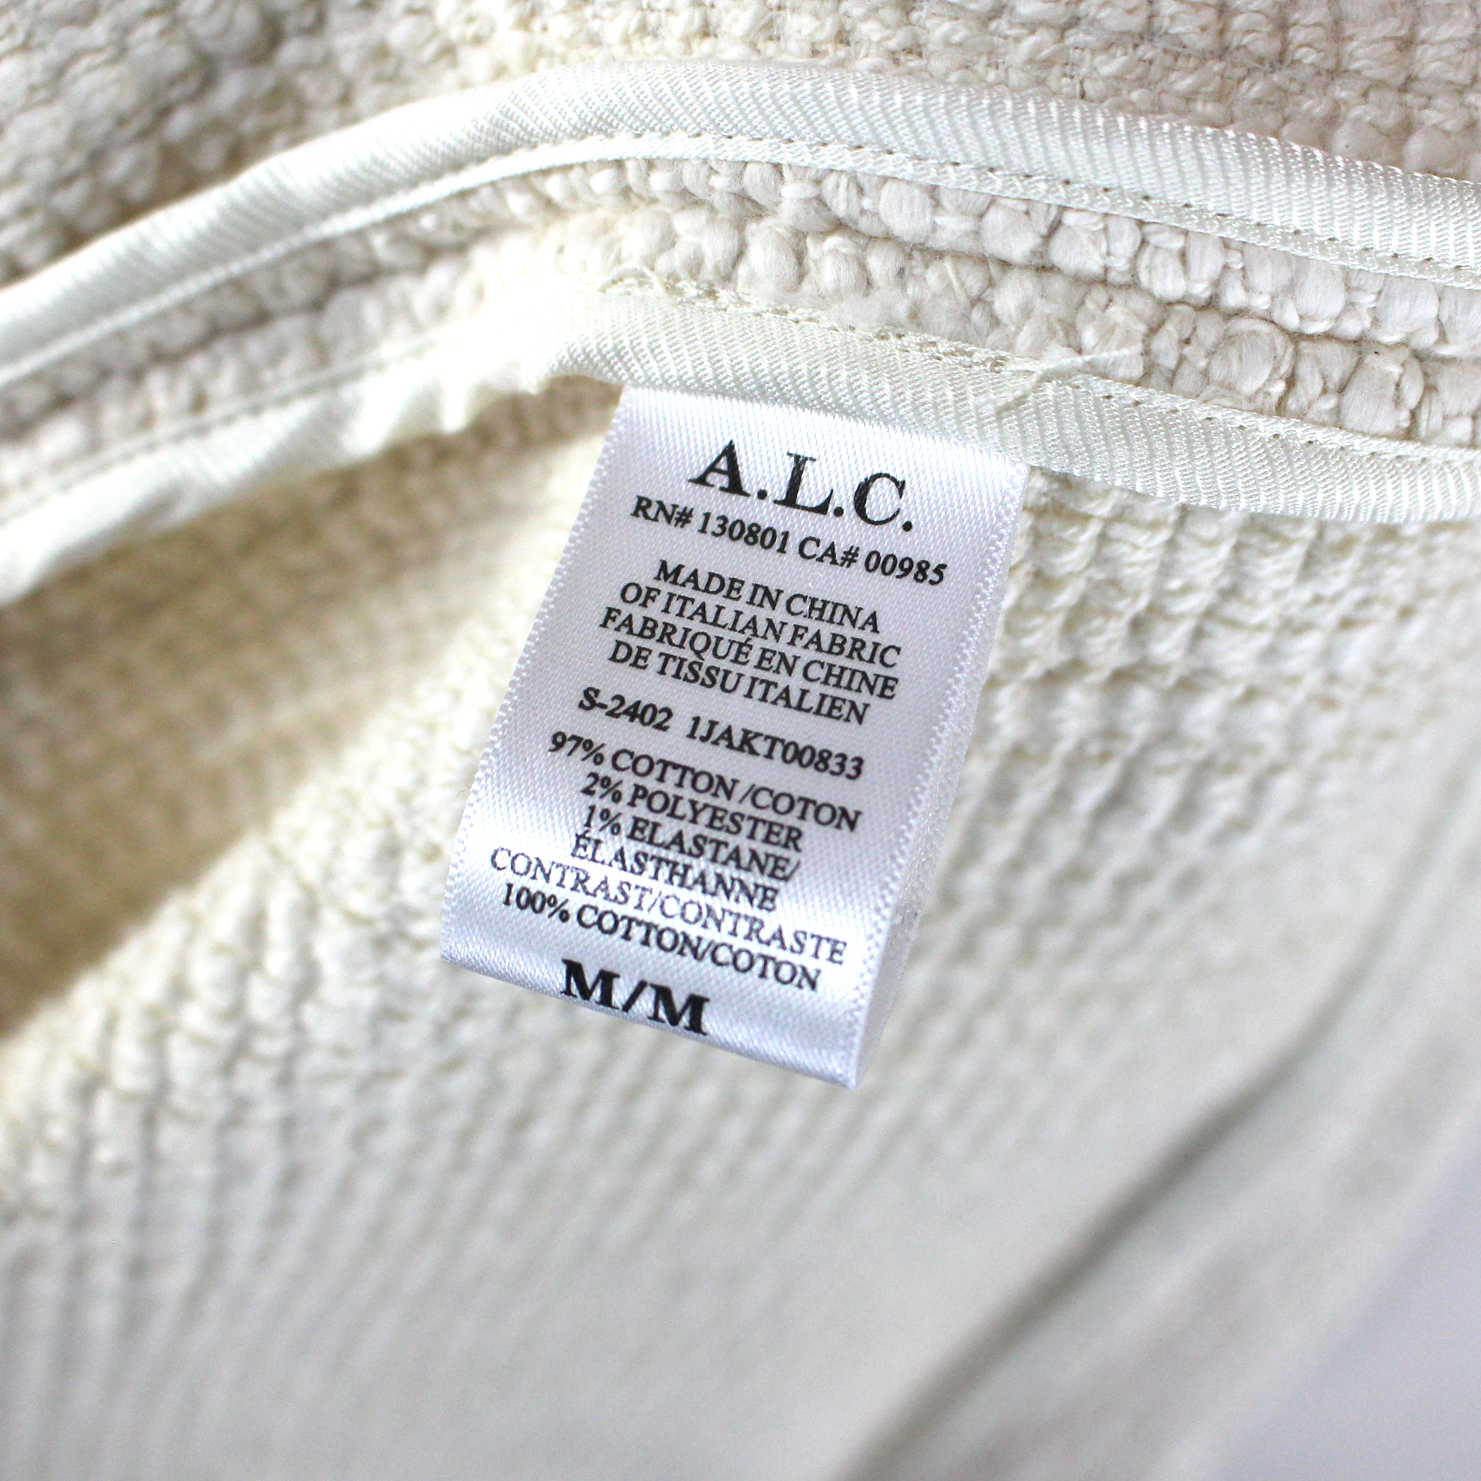 A.L.C.
RN# 130801 CA# 00985
MADE IN CHINA
OF ITALIAN FABRIC
FABRIQUÉ EN CHINE
DE TISSU ITALIEN
S-2402 1JAKT00833
97% COTTON /COTON
2% POLYESTER
1% ELASTANE/
ÉLASTHANNE
CONTRAST/CONTRASTE
100% COTTON/COTON
M/M